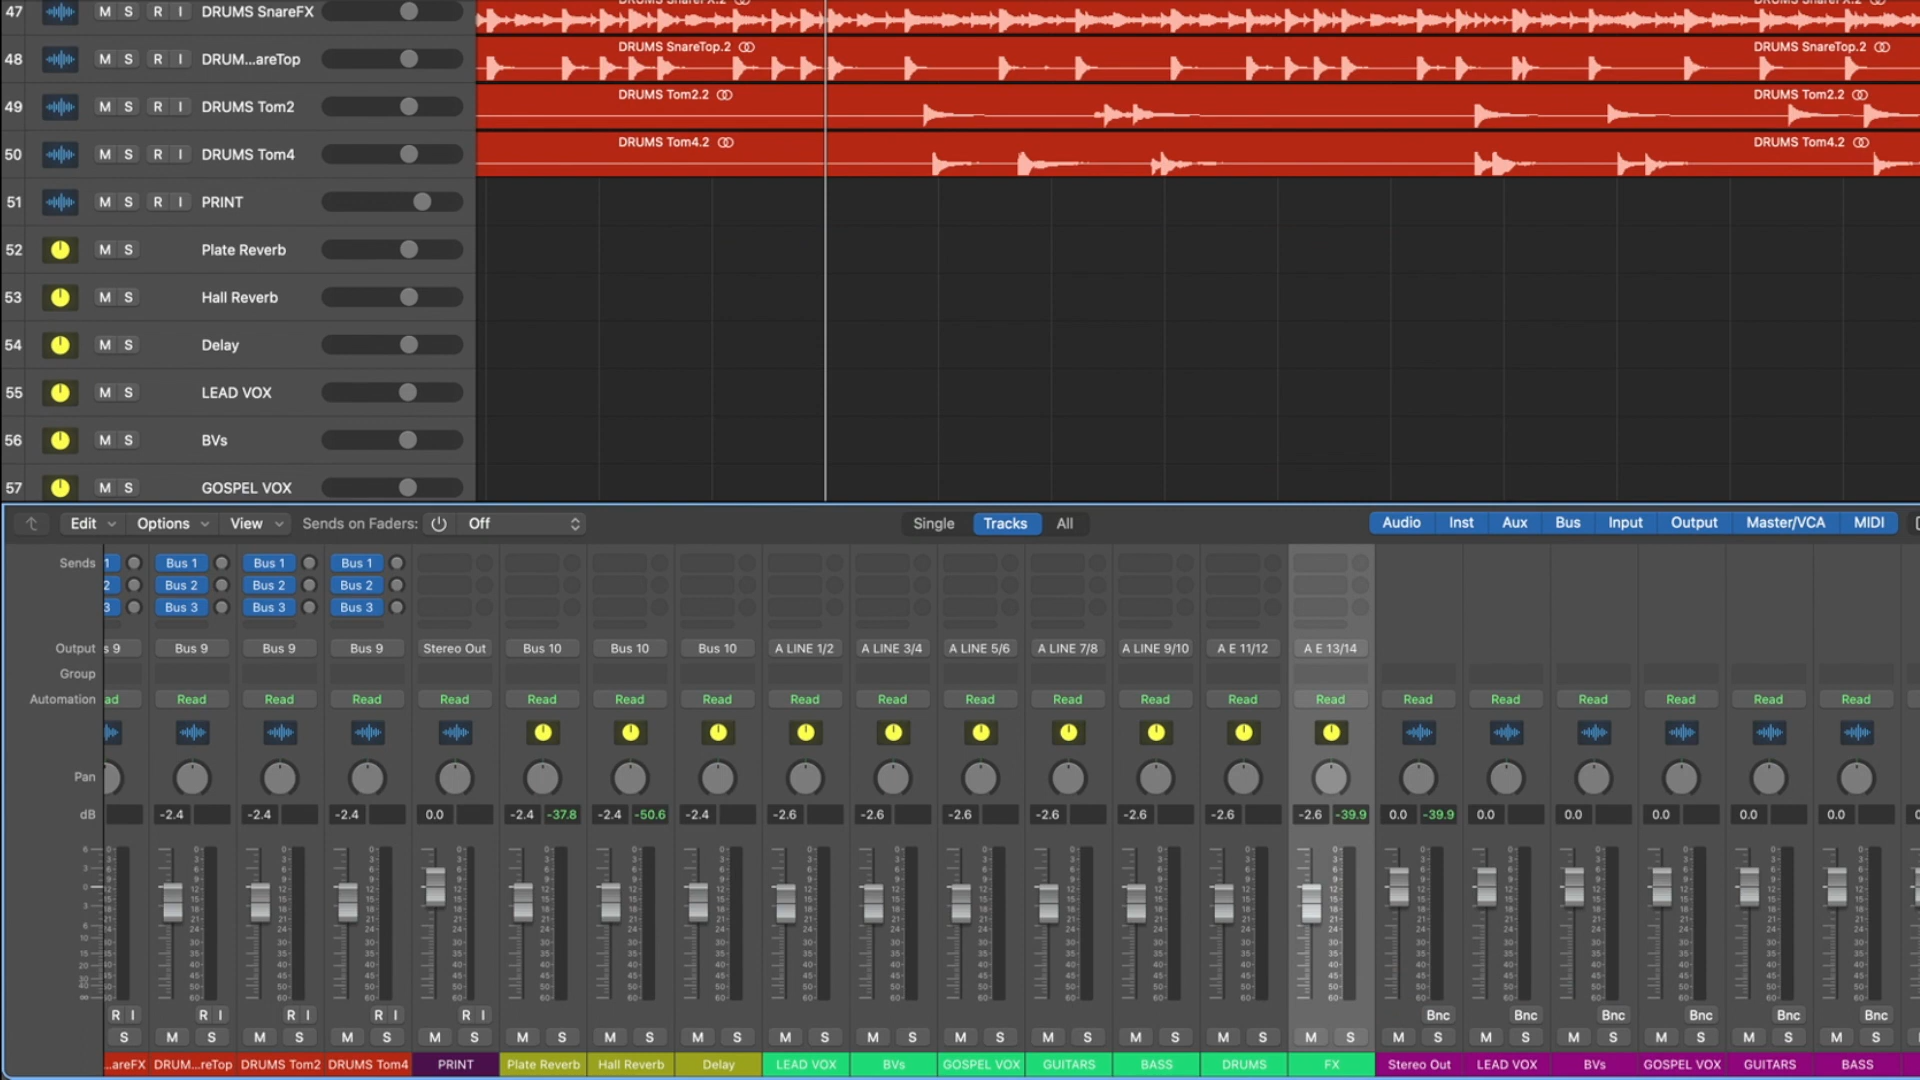 47 M S R I DRUMS SnareFX
48 M S R I DRUM...areTop DRUMS SnareTop.2 DRUMS SnareTop.2
49 M S R I DRUMS Tom2 DRUMS Tom2.2 DRUMS Tom2.2
50 M S R I DRUMS Tom4 DRUMS Tom4.2 DRUMS Tom4.2
51 M S R I PRINT
52 M S Plate Reverb
53 M S Hall Reverb
54 M S Delay
55 M S LEAD VOX
56 M S BVs
57 M S GOSPEL VOX
Edit Options View Sends on Faders: Off Single Tracks All Audio Inst Aux Bus Input Output Master/VCA MIDI
Sends 1 Bus 1 Bus 1 Bus 1
2 Bus 2 Bus 2 Bus 2
3 Bus 3 Bus 3 Bus 3
Output s 9 Bus 9 Bus 9 Bus 9 Stereo Out Bus 10 Bus 10 Bus 10 A LINE 1/2 A LINE 3/4 A LINE 5/6 A LINE 7/8 A LINE 9/10 A E 11/12 A E 13/14
Group
Automation ad Read Read Read Read Read Read Read Read Read Read Read Read Read Read Read Read Read Read Read Read
Pan
dB -2.4 -2.4 -2.4 0.0 -2.4 -37.8 -2.4 -50.6 -2.4 -2.6 -2.6 -2.6 -2.6 -2.6 -2.6 -2.6 -39.9 0.0 -39.9 0.0 0.0 0.0 0.0 0.0
R I R I R I R I R I Bnc Bnc Bnc Bnc Bnc Bnc
S M S M S M S M S M S M S M S M S M S M S M S M S M S M S M S M S M S M S M S M S
...areFX DRUM...reTop DRUMS Tom2 DRUMS Tom4 PRINT Plate Reverb Hall Reverb Delay LEAD VOX BVs GOSPEL VOX GUITARS BASS DRUMS FX Stereo Out LEAD VOX BVs GOSPEL VOX GUITARS BASS